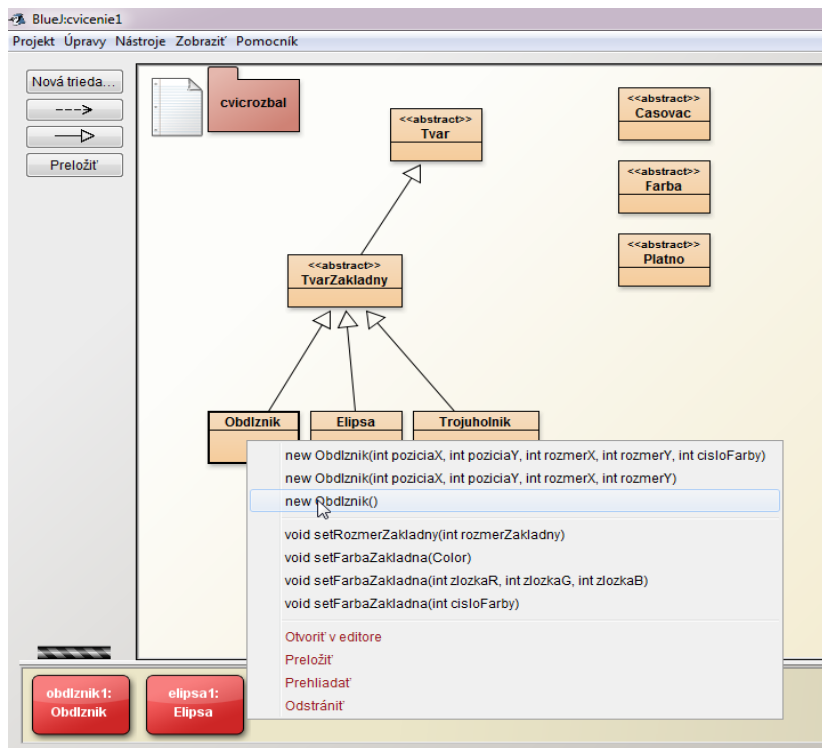 BlueJ:cvicenie1
Projekt Úpravy Nástroje Zobraziť Pomocník
Nová trieda...
Preložiť
cvicrozbal
<<abstract>>
Tvar
<<abstract>>
Casovac
<<abstract>>
Farba
<<abstract>>
Platno
<<abstract>>
TvarZakladny
Obdlznik
Elipsa
Trojuholnik
new Obdlznik(int poziciaX, int poziciaY, int rozmerX, int rozmerY, int cisloFarby)
new Obdlznik(int poziciaX, int poziciaY, int rozmerX, int rozmerY)
new Obdlznik()
void setRozmerZakladny(int rozmerZakladny)
void setFarbaZakladna(Color)
void setFarbaZakladna(int zlozkaR, int zlozkaG, int zlozkaB)
void setFarbaZakladna(int cisloFarby)
Otvoriť v editore
Preložiť
Prehliadať
Odstrániť
obdlznik1:
Obdlznik
elipsa1:
Elipsa